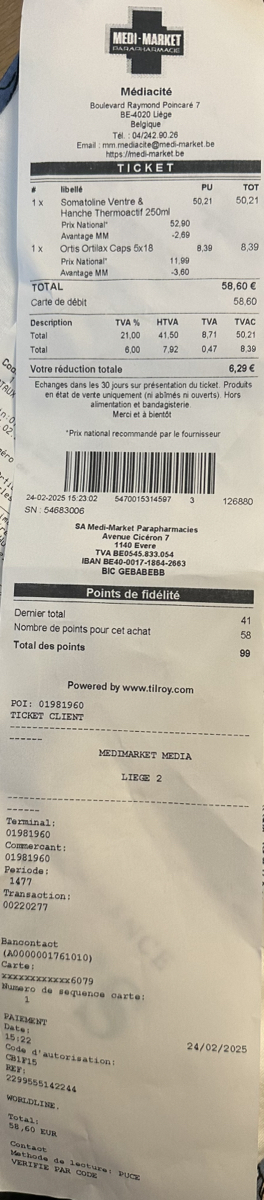 MEDI-MARKET
PARAPHARMACIE
Médiacité
Boulevard Raymond Poincaré 7
BE-4020 Liège
Belgique
Tél. : 04/242.90.26
Email : mm.mediacite@medi-market.be
https://medi-market.be
TICKET
# libellé PU TOT
1 x Somatoline Ventre & 50,21 50,21
Hanche Thermoactif 250ml
Prix National* 52,90
Avantage MM -2,69
1 x Ortis Ortilax Caps 5x18 8,39 8,39
Prix National* 11,99
Avantage MM -3,60
TOTAL 58,60 €
Carte de débit 58,60
Description TVA % HTVA TVA TVAC
Total 21,00 41,50 8,71 50,21
Total 6,00 7,92 0,47 8,39
Votre réduction totale 6,29 €
Echanges dans les 30 jours sur présentation du ticket. Produits
en état de vente uniquement (ni abîmés ni ouverts). Hors
alimentation et bandagisterie.
Merci et à bientôt
*Prix national recommandé par le fournisseur
24-02-2025 15:23:02 5470015314597 3 126880
SN : 54683006
SA Medi-Market Parapharmacies
Avenue Cicéron 7
1140 Evere
TVA BE0545.833.054
IBAN BE40-0017-1864-2663
BIC GEBABEBB
Points de fidélité
Dernier total 41
Nombre de points pour cet achat 58
Total des points 99
Powered by www.tilroy.com
POI: 01981960
TICKET CLIENT
MEDIMARKET MEDIA
LIEGE 2
Terminal:
01981960
Commercant:
01981960
Periode:
1477
Transaction:
00220277
Bancontact
(A0000001761010)
Carte:
xxxxxxxxxxxx6079
Numero de sequence carte:
1
PAIEMENT
Date: 24/02/2025
15:22
Code d'autorisation:
CB1F15
REF:
2299555142244
WORLDLINE.
Total:
58,60 EUR
Contact
Methode de lecture: PUCE
VERIFIE PAR CODE